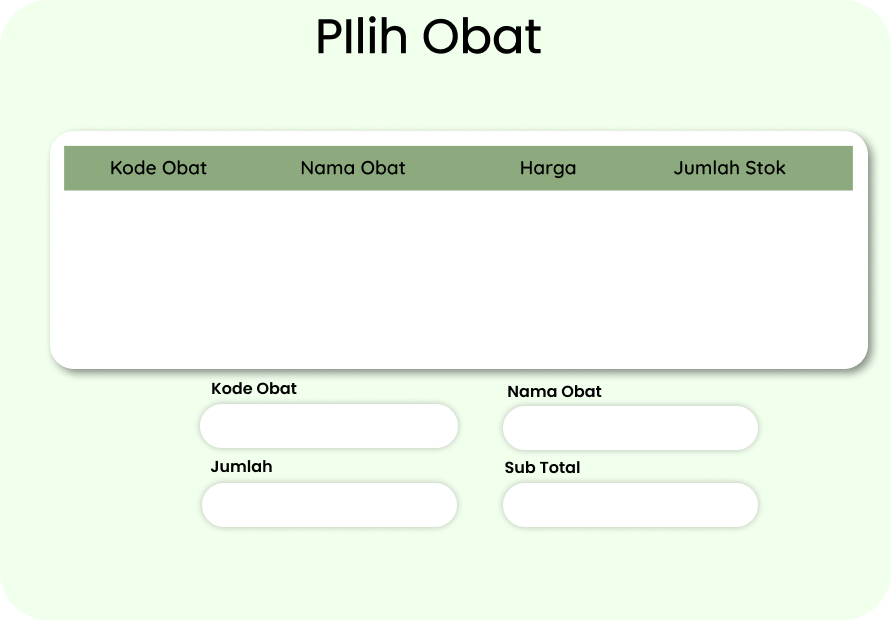 PIlih Obat
Kode Obat Nama Obat Harga Jumlah Stok
Kode Obat Nama Obat
Jumlah Sub Total